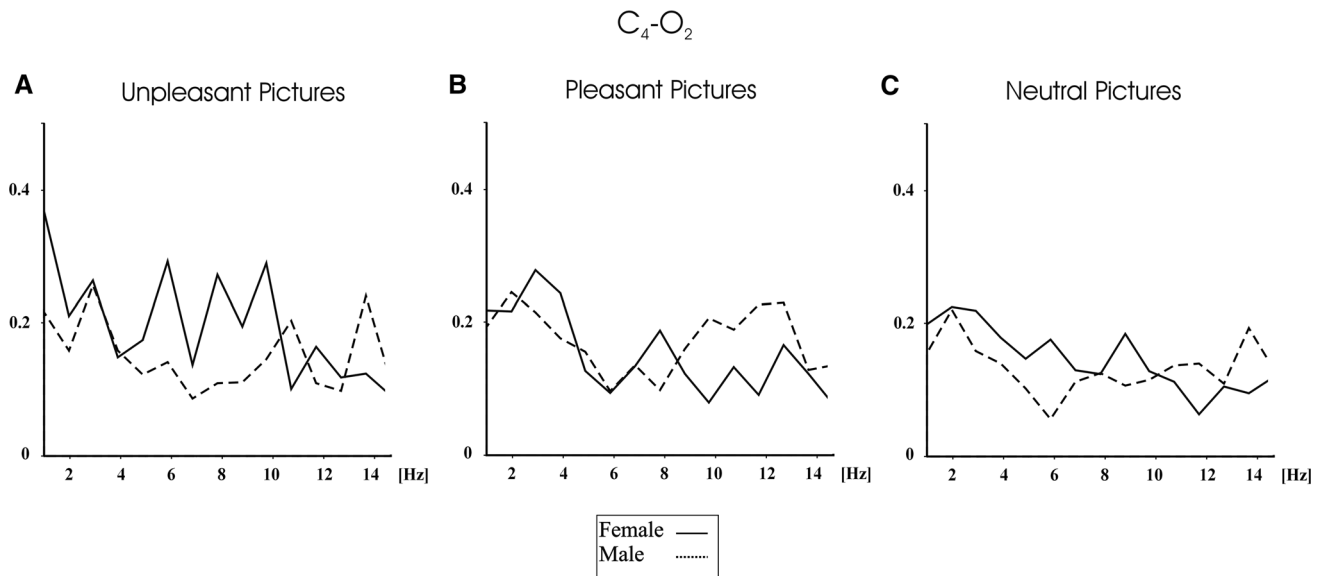 C₄-O₂
A Unpleasant Pictures
0.4
0.2
0
2 4 6 8 10 12 14 [Hz]
B Pleasant Pictures
0.4
0.2
0
2 4 6 8 10 12 14 [Hz]
C Neutral Pictures
0.4
0.2
0
2 4 6 8 10 12 14 [Hz]
Female
Male